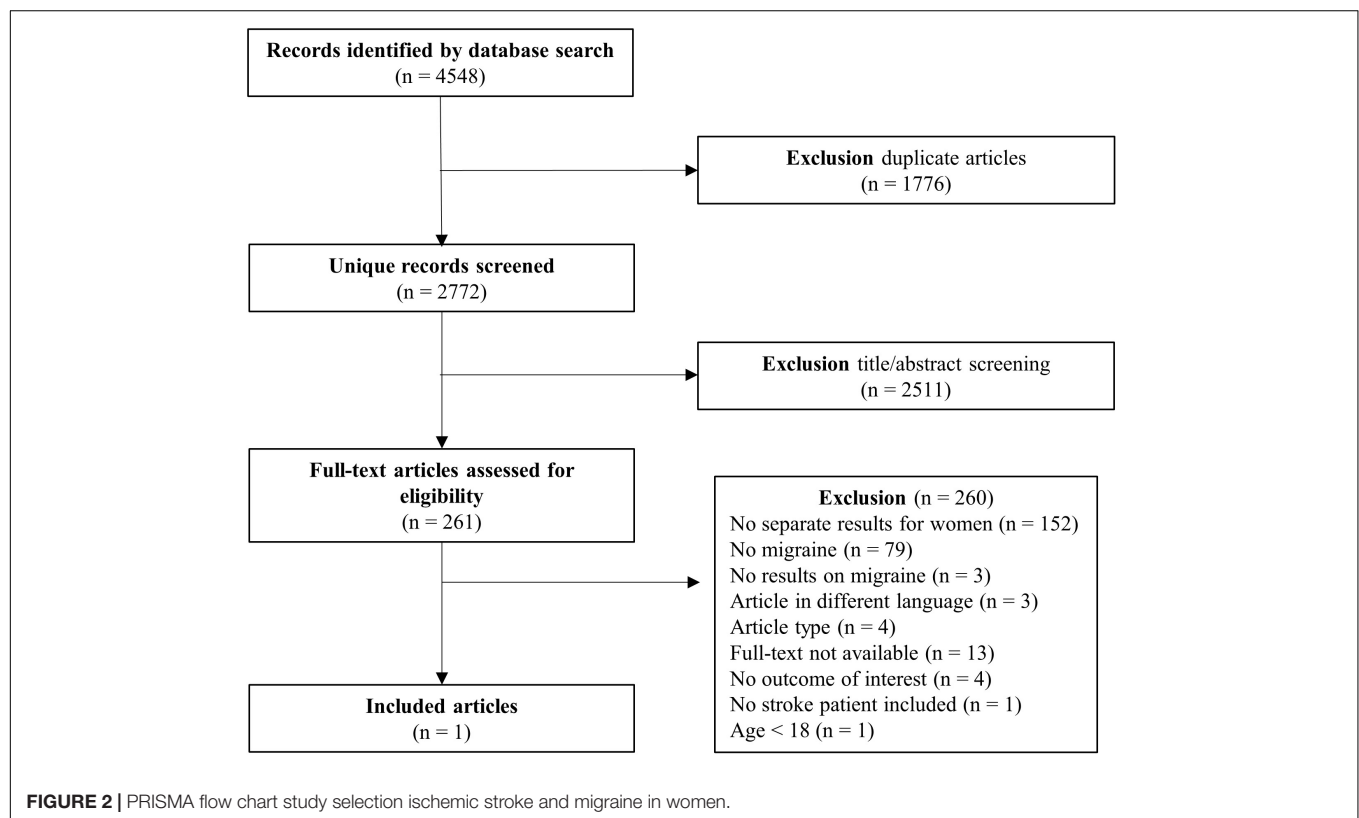 Records identified by database search
(n = 4548)
Exclusion duplicate articles
(n = 1776)
Unique records screened
(n = 2772)
Exclusion title/abstract screening
(n = 2511)
Full-text articles assessed for
eligibility
(n = 261)
Exclusion (n = 260)
No separate results for women (n = 152)
No migraine (n = 79)
No results on migraine (n = 3)
Article in different language (n = 3)
Article type (n = 4)
Full-text not available (n = 13)
No outcome of interest (n = 4)
No stroke patient included (n = 1)
Age < 18 (n = 1)
Included articles
(n = 1)
FIGURE 2 | PRISMA flow chart study selection ischemic stroke and migraine in women.